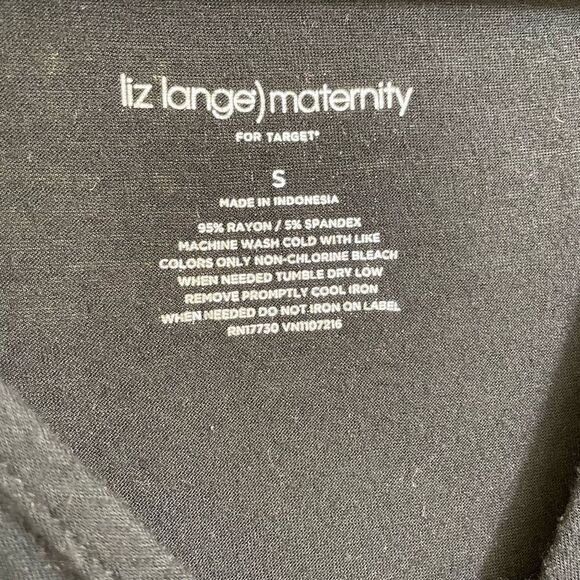 liz lange) maternity
FOR TARGET®
S
MADE IN INDONESIA
95% RAYON / 5% SPANDEX
MACHINE WASH COLD WITH LIKE
COLORS ONLY NON-CHLORINE BLEACH
WHEN NEEDED TUMBLE DRY LOW
REMOVE PROMPTLY COOL IRON
WHEN NEEDED DO NOT IRON ON LABEL
RN17730 VN1107216